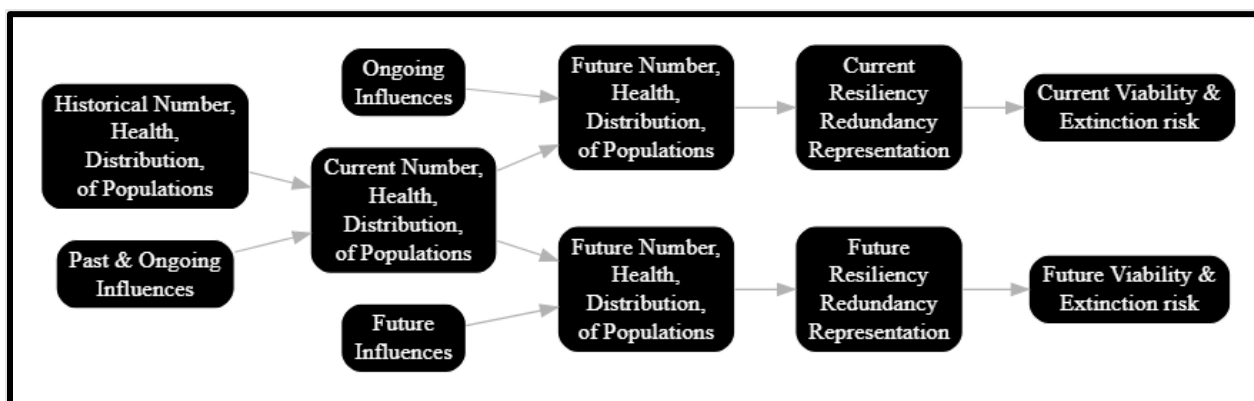 Historical Number,
Health,
Distribution,
of Populations
Past & Ongoing
Influences
Ongoing
Influences
Current Number,
Health,
Distribution,
of Populations
Future
Influences
Future Number,
Health,
Distribution,
of Populations
Future Number,
Health,
Distribution,
of Populations
Current
Resiliency
Redundancy
Representation
Future
Resiliency
Redundancy
Representation
Current Viability &
Extinction risk
Future Viability &
Extinction risk